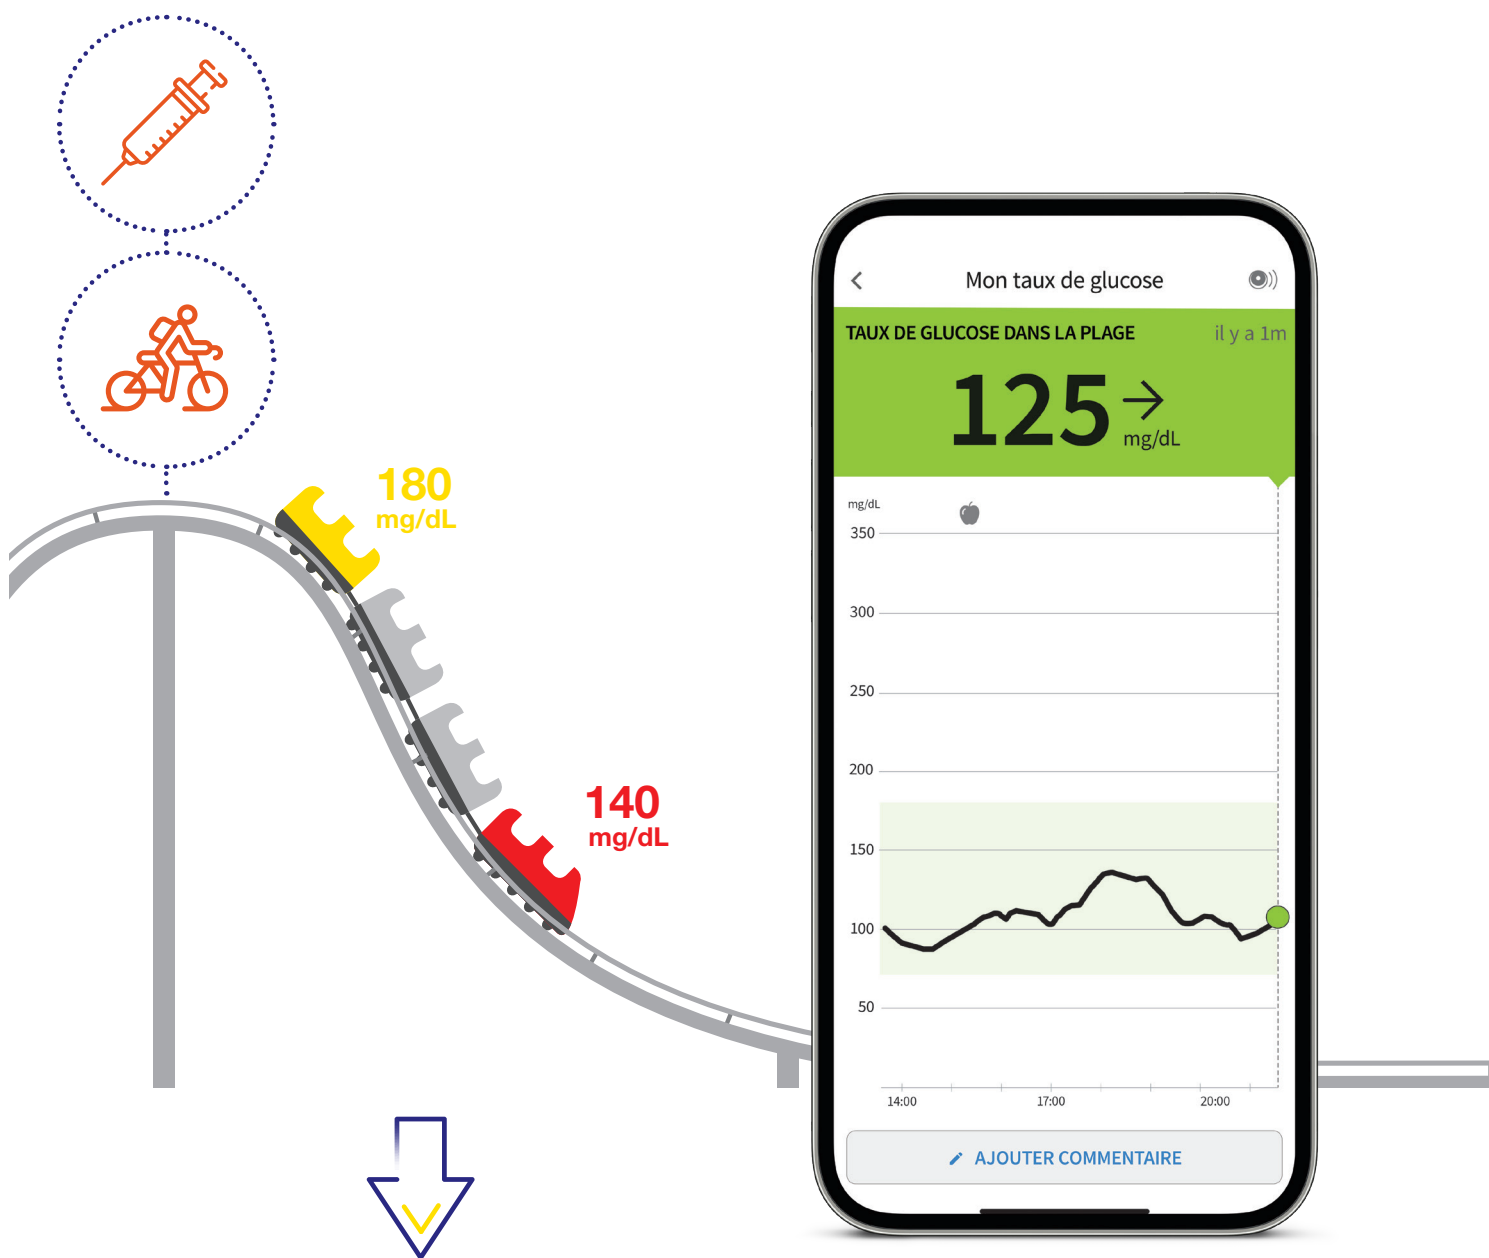 180
mg/dL
140
mg/dL
Mon taux de glucose
TAUX DE GLUCOSE DANS LA PLAGE
il y a 1m
125
mg/dL
mg/dL
350
300
250
200
150
100
50
14:00
17:00
20:00
AJOUTER COMMENTAIRE